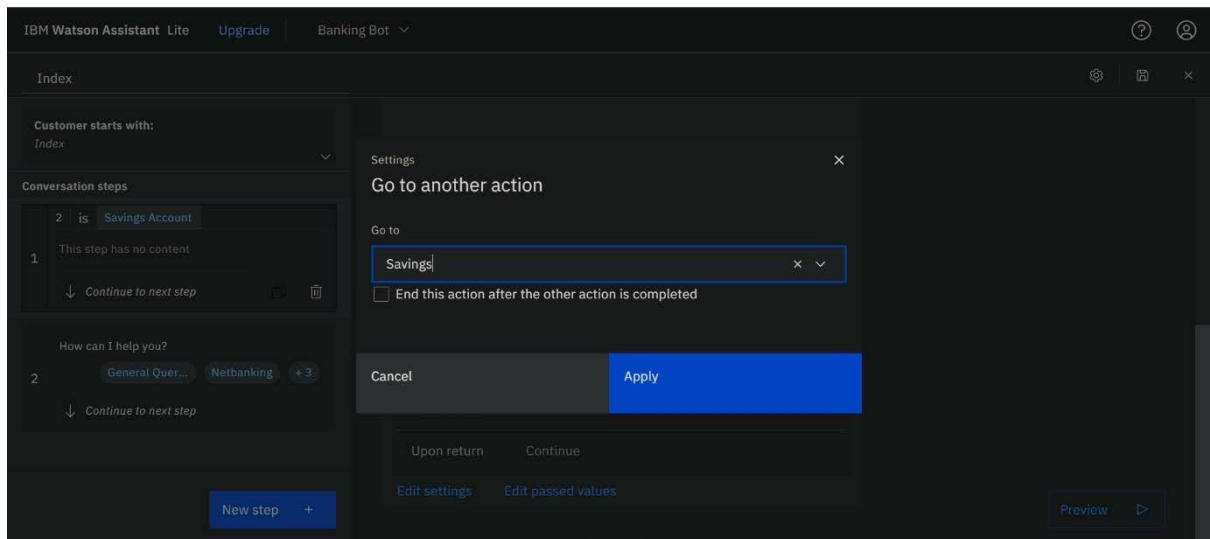 IBM Watson Assistant Lite Upgrade Banking Bot
Index
Customer starts with:
Index
Conversation steps
2 is Savings Account
This step has no content
1
Continue to next step
How can I help you?
General Quer... Netbanking + 3
2
Continue to next step
New step +
Settings
Go to another action
Go to
Savings
End this action after the other action is completed
Cancel Apply
Upon return Continue
Edit settings Edit passed values
Preview